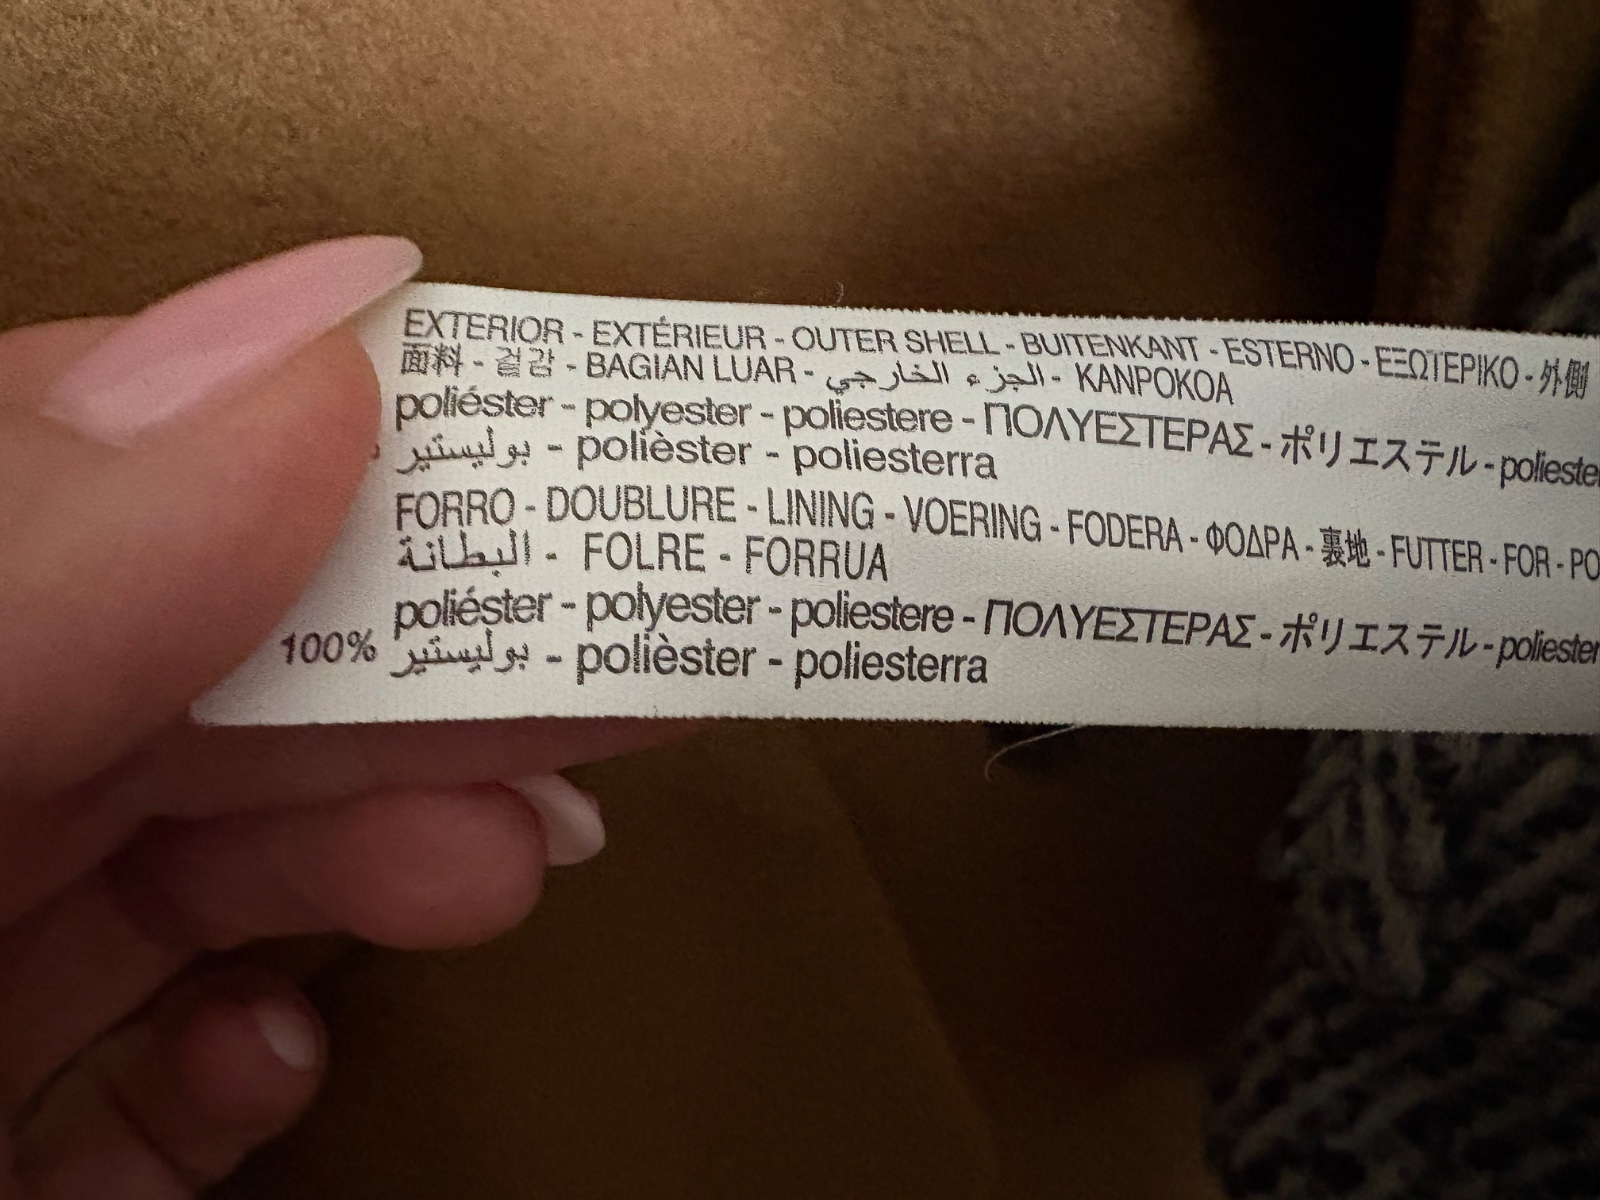 EXTERIOR - EXTÉRIEUR - OUTER SHELL - BUITENKANT - ESTERNO - ΕΞΩΤΕΡΙΚΟ - 外側
面料 - 겉감 - BAGIAN LUAR - الجزء الخارجي - KANPOKOA
poliéster - polyester - poliestere - ΠΟΛΥΕΣΤΕΡΑΣ - ポリエステル - polieste
بوليستير - polièster - poliesterra
FORRO - DOUBLURE - LINING - VOERING - FODERA - ΦΟΔΡΑ - 裏地 - FUTTER - FOR - PO
البطانة - FOLRE - FORRUA
poliéster - polyester - poliestere - ΠΟΛΥΕΣΤΕΡΑΣ - ポリエステル - poliester
100% بوليستير - polièster - poliesterra